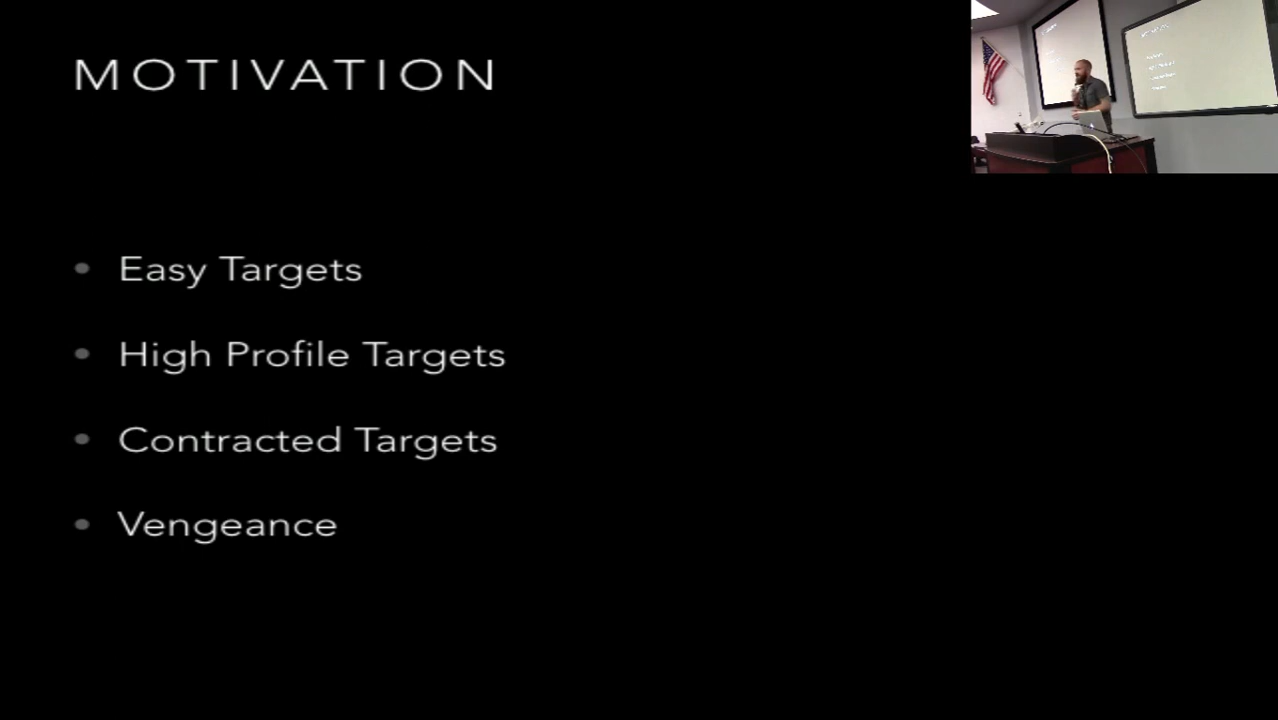 MOTIVATION
Easy Targets
High Profile Targets
Contracted Targets
Vengeance